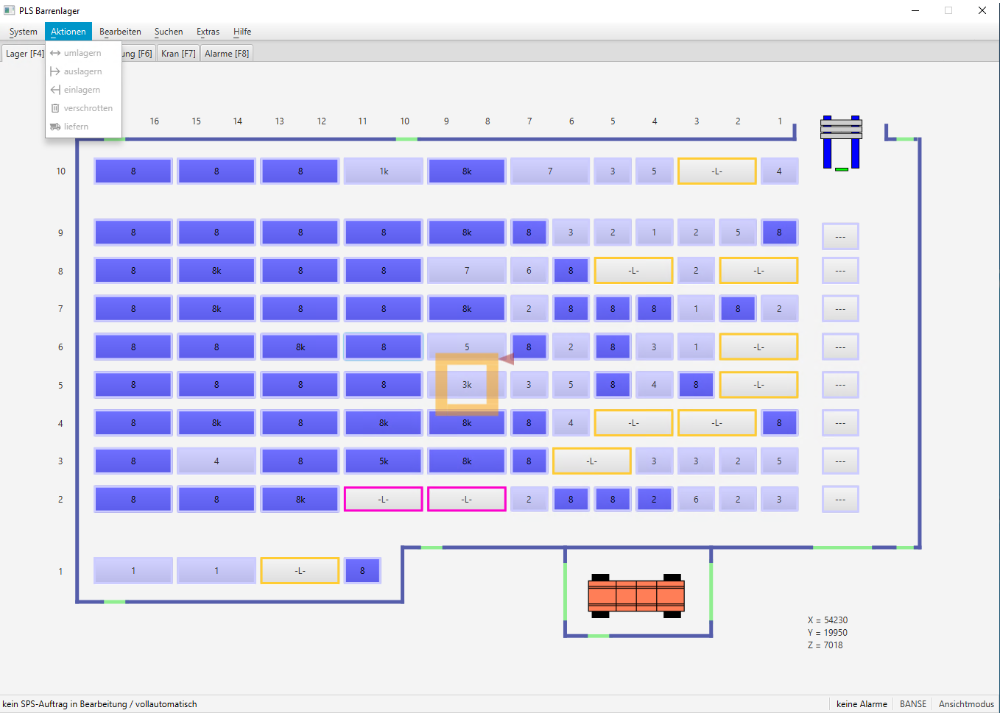 PLS Barrenlager
System Aktionen Bearbeiten Suchen Extras Hilfe
Lager [F4] ung [F6] Kran [F7] Alarme [F8]
umlagern
auslagern
einlagern
verschrotten
liefern
16 15 14 13 12 11 10 9 8 7 6 5 4 3 2 1
10 8 8 8 1k 8k 7 3 5 -L- 4
9 8 8 8 8 8k 8 3 2 1 2 5 8 ---
8 8 8k 8 8 7 6 8 -L- 2 -L- ---
7 8 8k 8 8 8k 2 8 8 8 1 8 2 ---
6 8 8 8k 8 5 8 2 8 3 1 -L- ---
5 8 8 8 8 3k 3 5 8 4 8 -L- ---
4 8 8k 8 8k 8k 8 4 -L- -L- 8 ---
3 8 4 8 5k 8k 8 -L- 3 3 2 5 ---
2 8 8 8k -L- -L- 2 8 8 2 6 2 3 ---
1 1 1 -L- 8
X = 54230
Y = 19950
Z = 7018
kein SPS-Auftrag in Bearbeitung / vollautomatisch keine Alarme BANSE Ansichtmodus